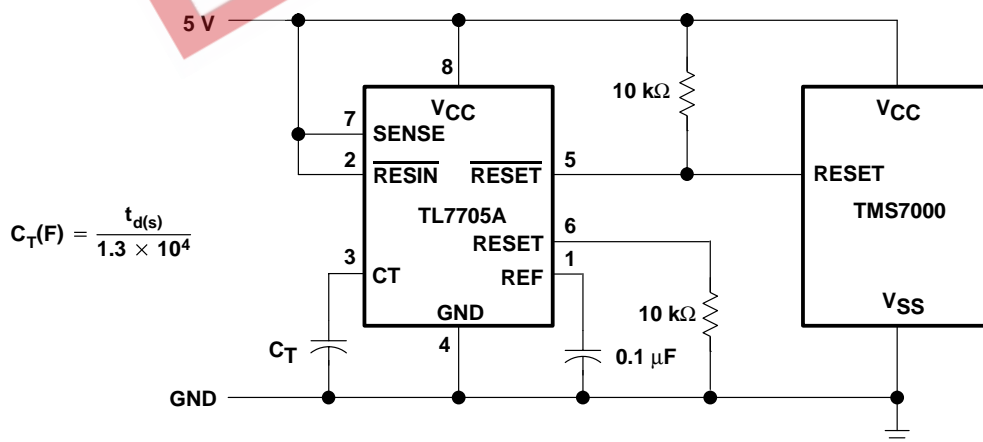 5 V
8
VCC
10 kΩ
VCC
7
SENSE
2
RESIN
RESET
5
RESET
TL7705A
TMS7000
CT(F) = td(s) / 1.3 × 10⁴
RESET
6
3
CT
REF
1
GND
10 kΩ
VSS
4
CT
0.1 μF
GND